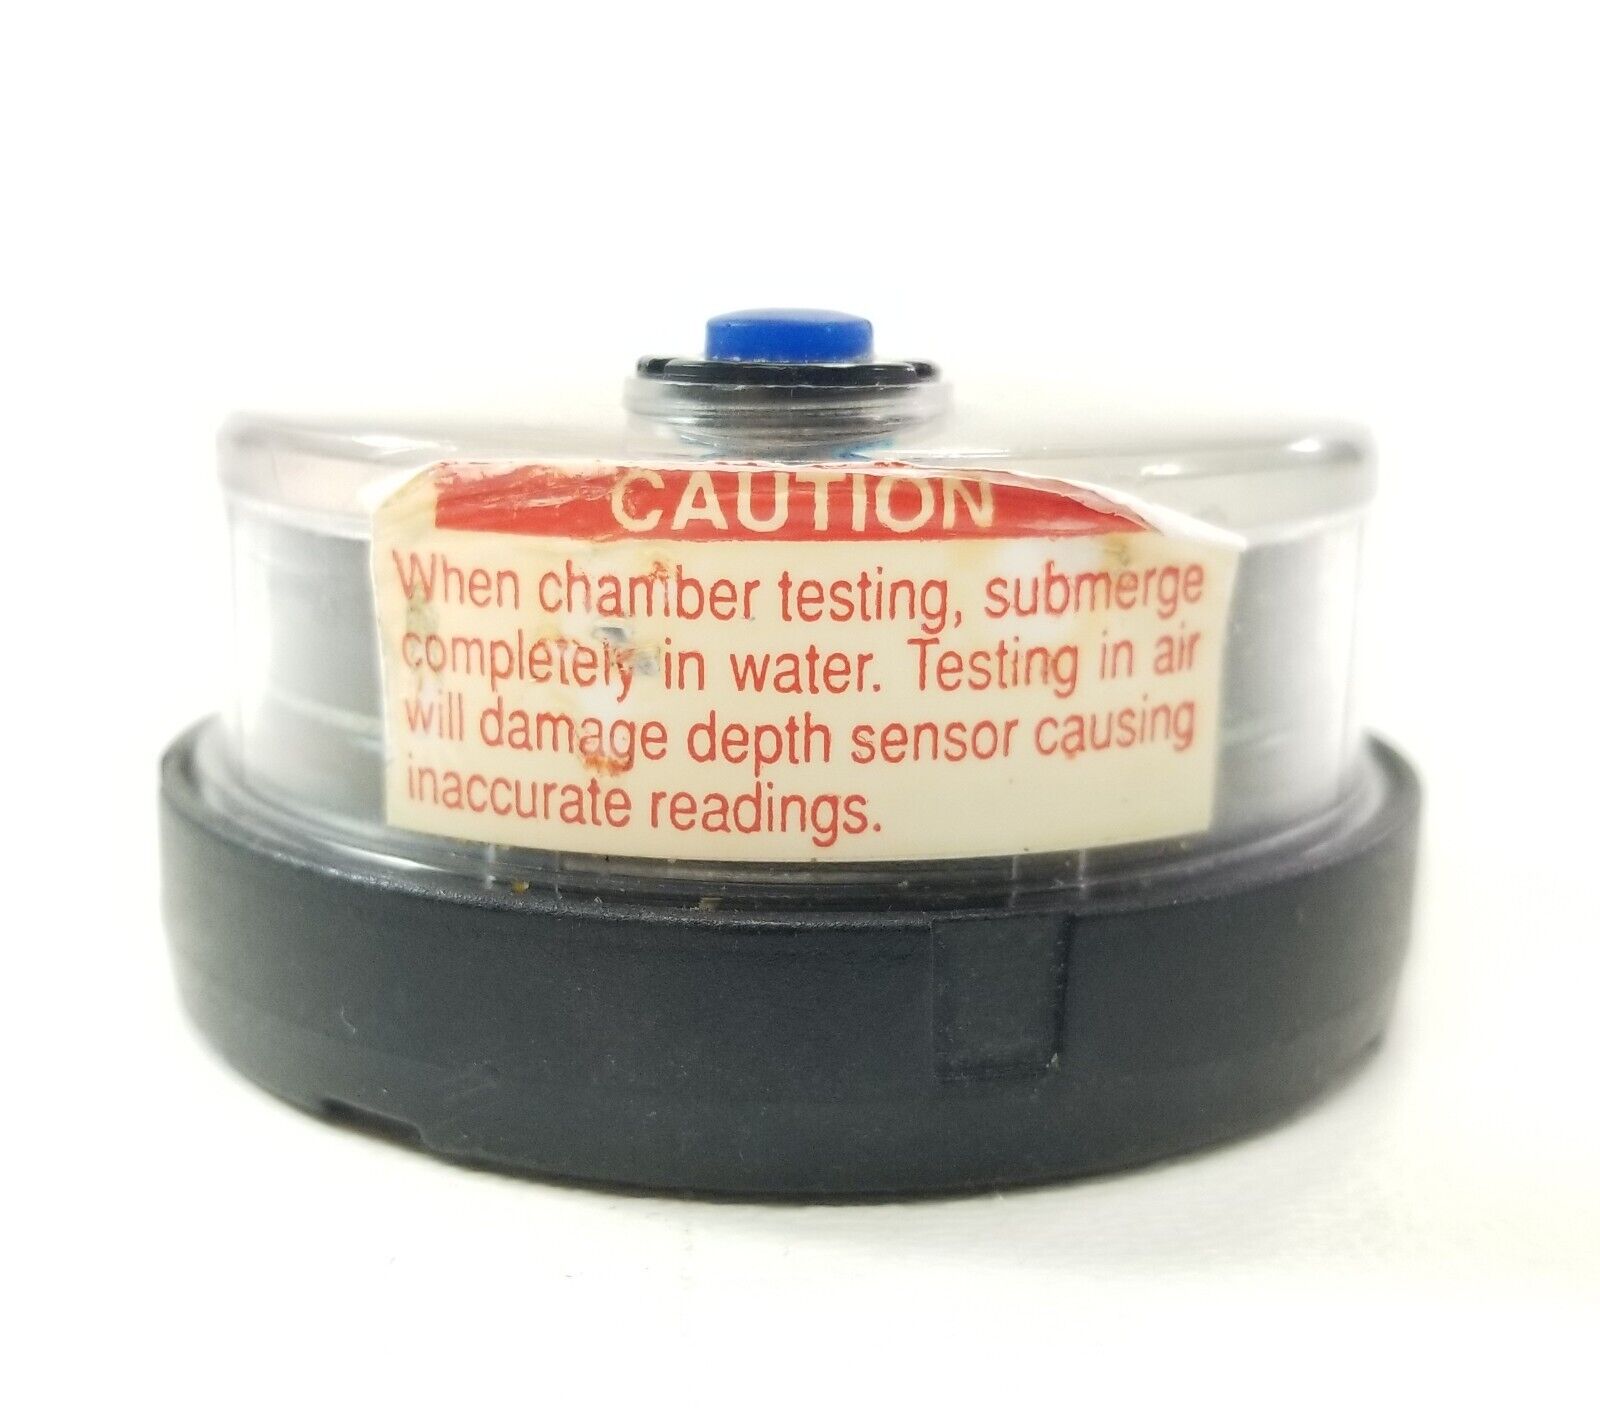 CAUTION
When chamber testing, submerge
completely in water. Testing in air
will damage depth sensor causing
inaccurate readings.